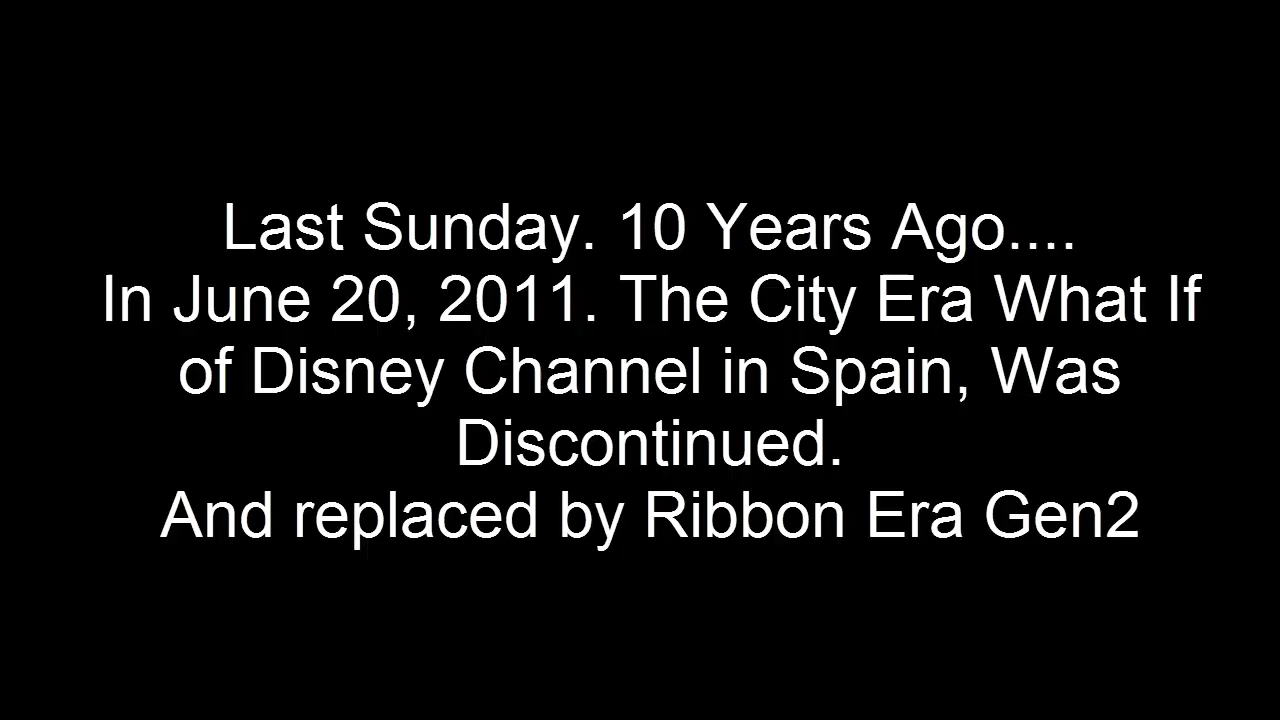 Last Sunday. 10 Years Ago....
In June 20, 2011. The City Era What If
of Disney Channel in Spain, Was
Discontinued.
And replaced by Ribbon Era Gen2